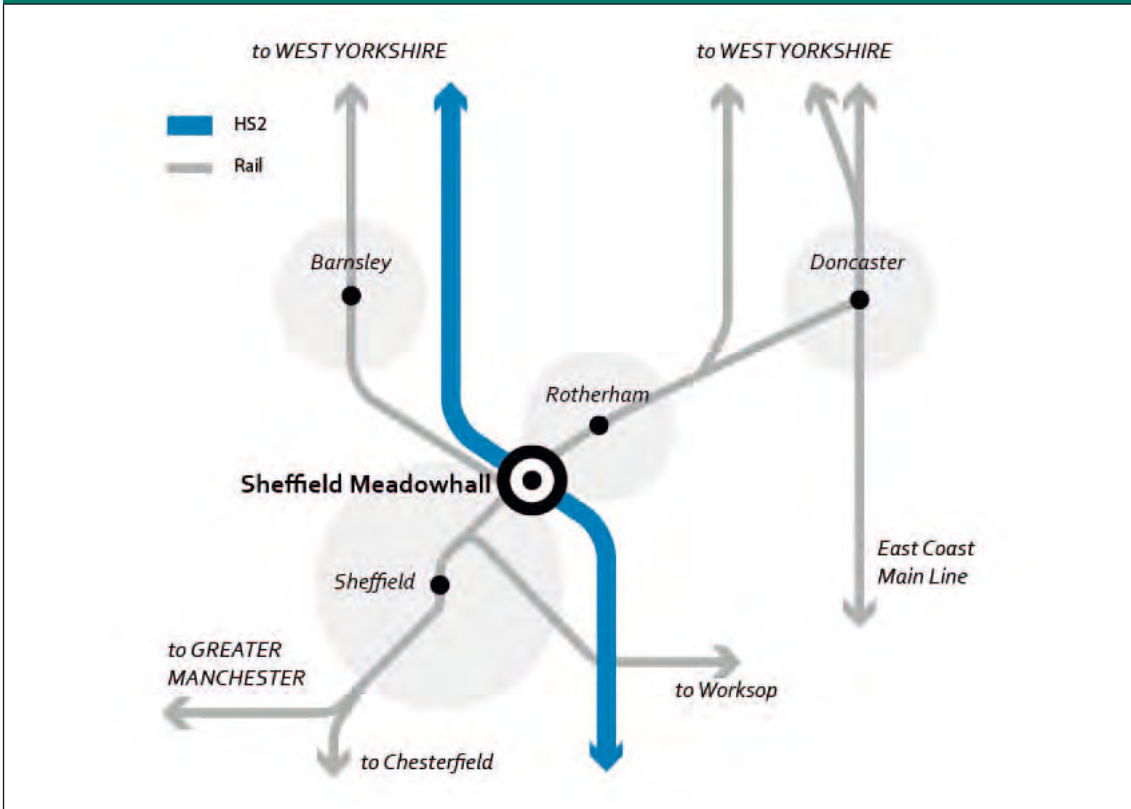 to WEST YORKSHIRE
to WEST YORKSHIRE
HS2
Rail
Barnsley
Doncaster
Rotherham
Sheffield Meadowhall
East Coast
Main Line
Sheffield
to GREATER
MANCHESTER
to Worksop
to Chesterfield